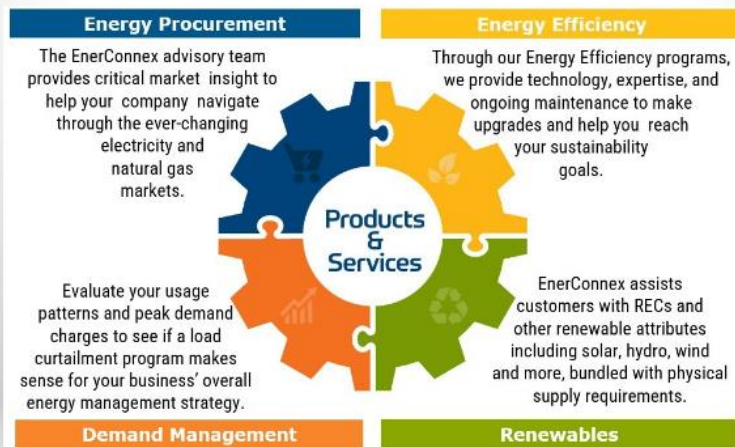 Energy Procurement
The EnerConnex advisory team
provides critical market insight to
help your company navigate
through the ever-changing
electricity and
natural gas
markets.
Energy Efficiency
Through our Energy Efficiency programs,
we provide technology, expertise, and
ongoing maintenance to make
upgrades and help you reach
your sustainability
goals.
Products
&
Services
Evaluate your usage
patterns and peak demand
charges to see if a load
curtailment program makes
sense for your business’ overall
energy management strategy.
Demand Management
EnerConnex assists
customers with RECs and
other renewable attributes
including solar, hydro, wind
and more, bundled with physical
supply requirements.
Renewables